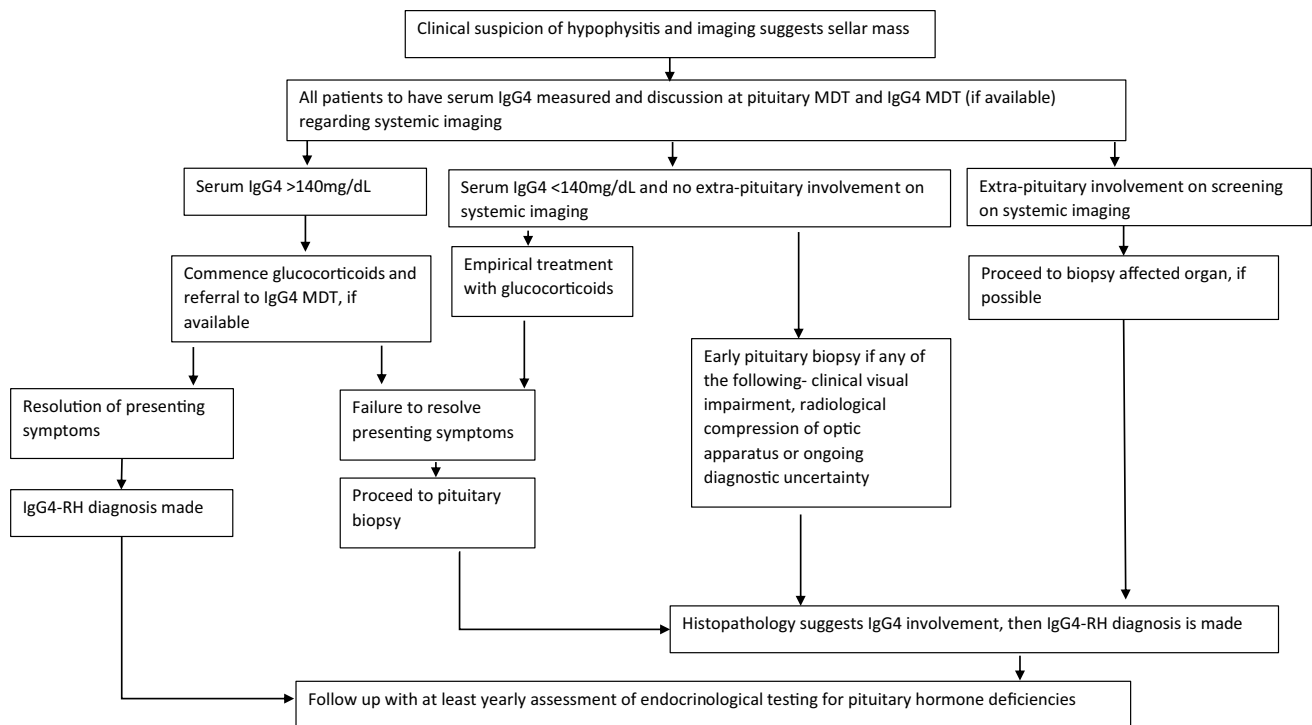 Clinical suspicion of hypophysitis and imaging suggests sellar mass
All patients to have serum IgG4 measured and discussion at pituitary MDT and IgG4 MDT (if available)
regarding systemic imaging
Serum IgG4 >140mg/dL
Serum IgG4 <140mg/dL and no extra-pituitary involvement on
systemic imaging
Extra-pituitary involvement on screening
on systemic imaging
Commence glucocorticoids and
referral to IgG4 MDT, if
available
Empirical treatment
with glucocorticoids
Proceed to biopsy affected organ, if
possible
Resolution of presenting
symptoms
Failure to resolve
presenting symptoms
Early pituitary biopsy if any of
the following- clinical visual
impairment, radiological
compression of optic
apparatus or ongoing
diagnostic uncertainty
IgG4-RH diagnosis made
Proceed to pituitary
biopsy
Histopathology suggests IgG4 involvement, then IgG4-RH diagnosis is made
Follow up with at least yearly assessment of endocrinological testing for pituitary hormone deficiencies